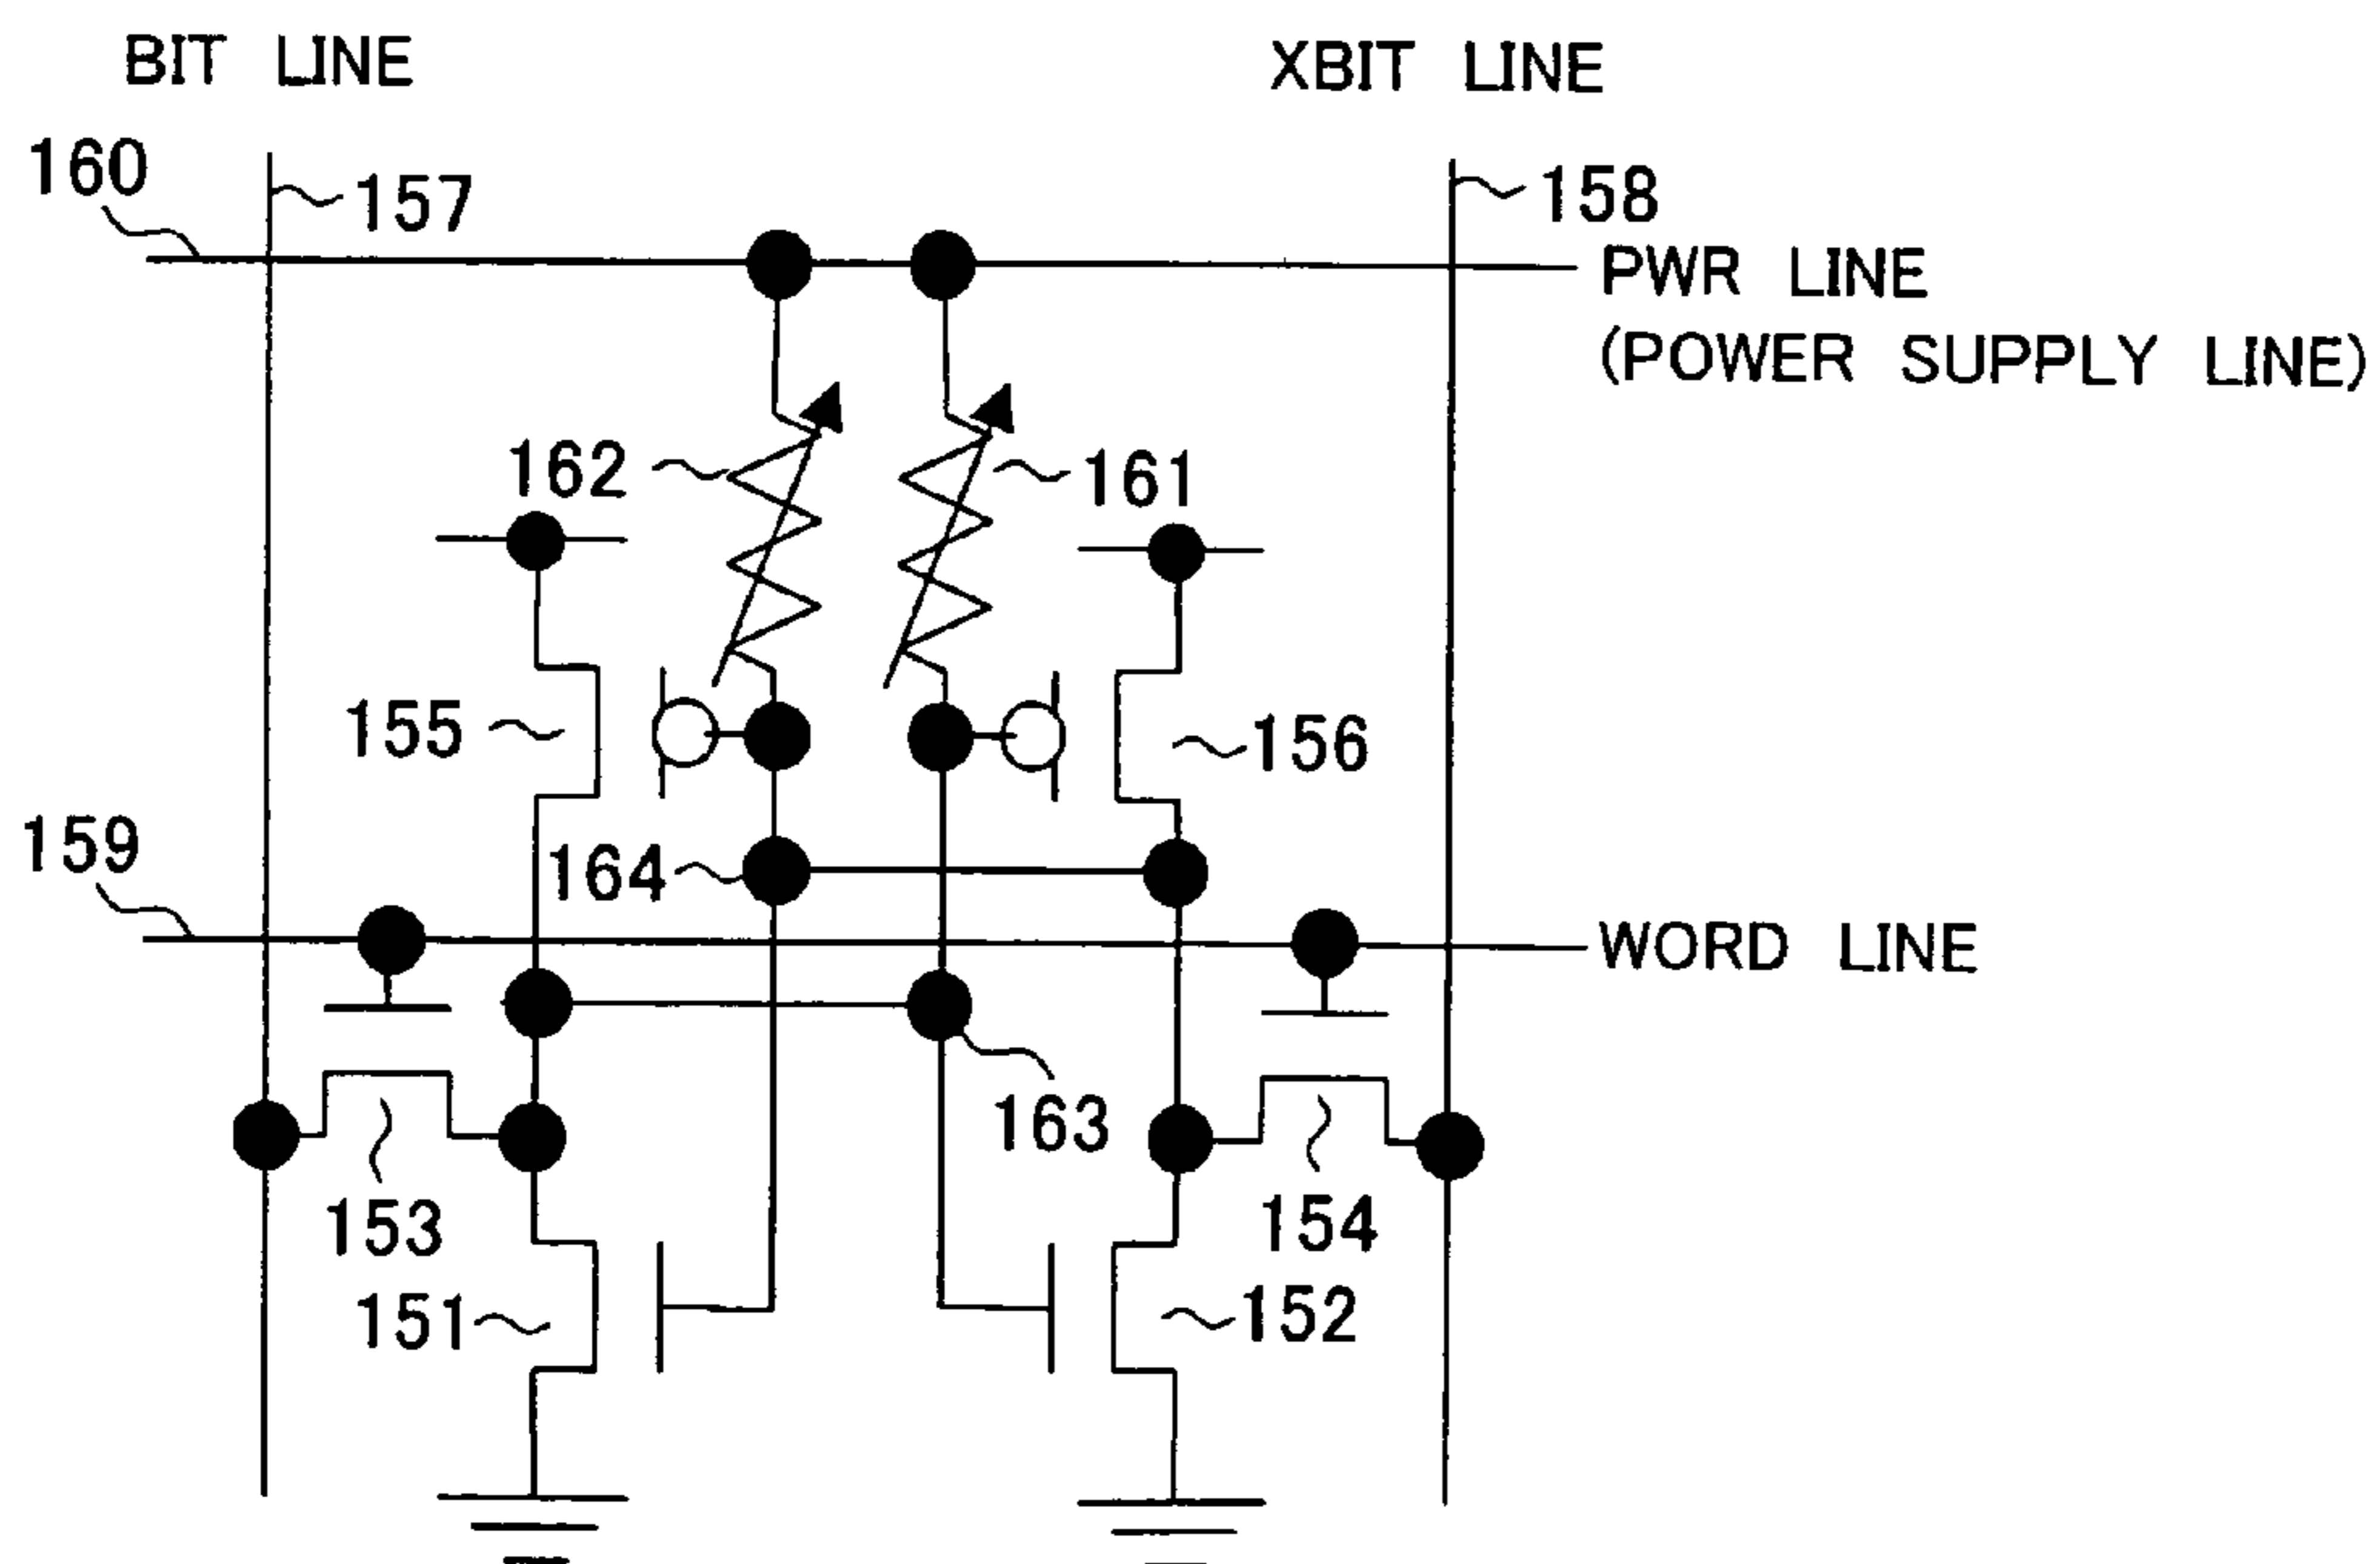 BIT LINE
XBIT LINE
160
157
158
PWR LINE
(POWER SUPPLY LINE)
162
161
155
156
159
164
WORD LINE
163
153
154
151
152